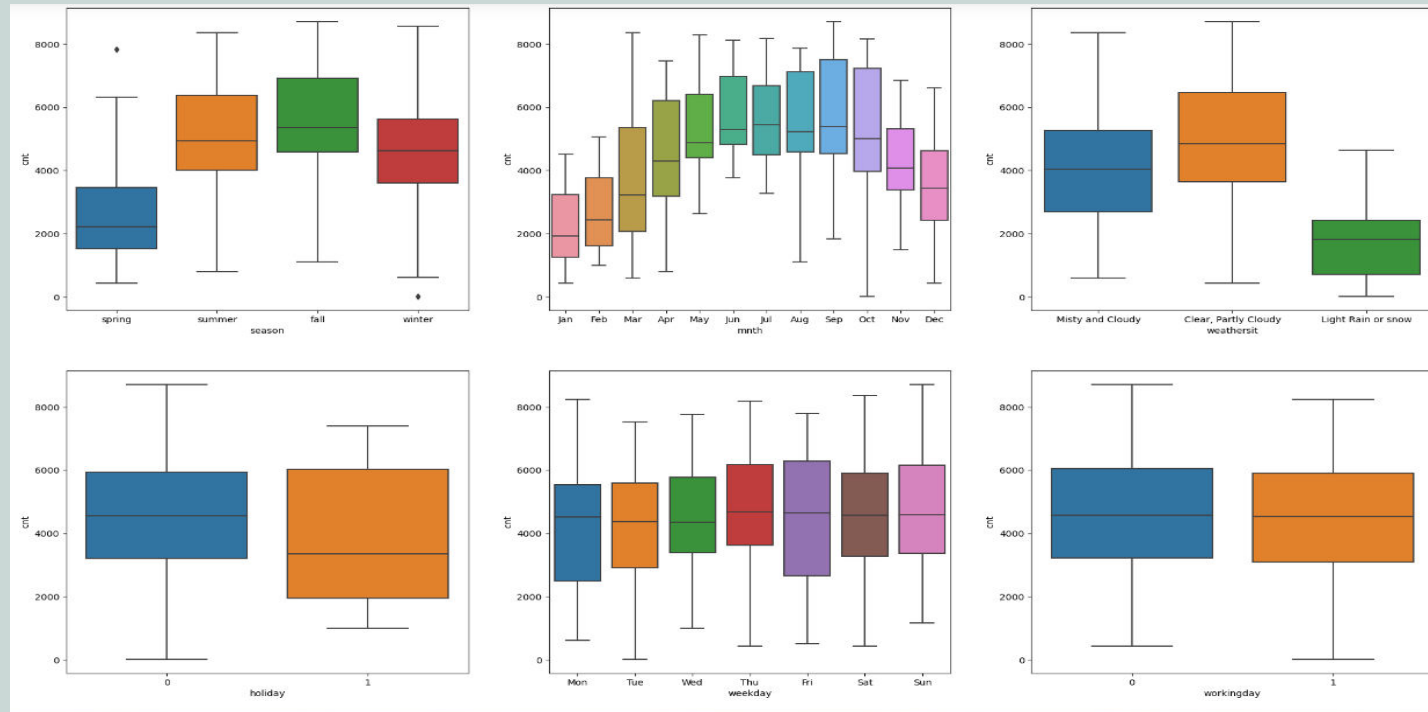 8000
6000
4000
2000
0
cnt
spring summer fall winter
season
8000
6000
4000
2000
0
cnt
Jan Feb Mar Apr May Jun Jul Aug Sep Oct Nov Dec
mnth
8000
6000
4000
2000
0
cnt
Misty and Cloudy Clear, Partly Cloudy Light Rain or snow
weathersit
8000
6000
4000
2000
0
cnt
0 1
holiday
8000
6000
4000
2000
0
cnt
Mon Tue Wed Thu Fri Sat Sun
weekday
8000
6000
4000
2000
0
cnt
0 1
workingday